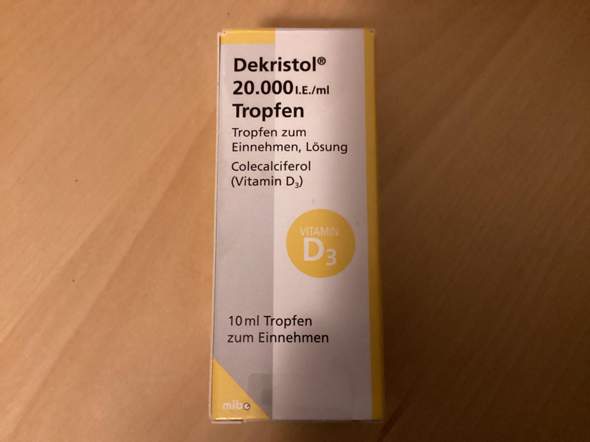 Dekristol®
20.000 I.E./ml
Tropfen
Tropfen zum
Einnehmen, Lösung
Colecalciferol
(Vitamin D₃)
VITAMIN
D₃
10 ml Tropfen
zum Einnehmen
mibe